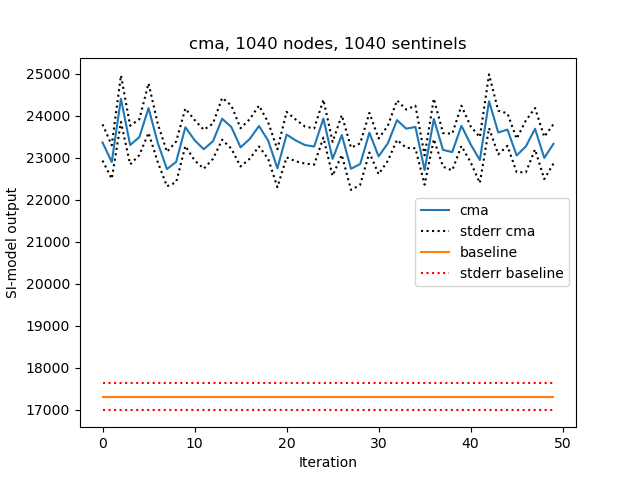 cma, 1040 nodes, 1040 sentinels
SI-model output
25000
24000
23000
22000
21000
20000
19000
18000
17000
cma
stderr cma
baseline
stderr baseline
0 10 20 30 40 50
Iteration